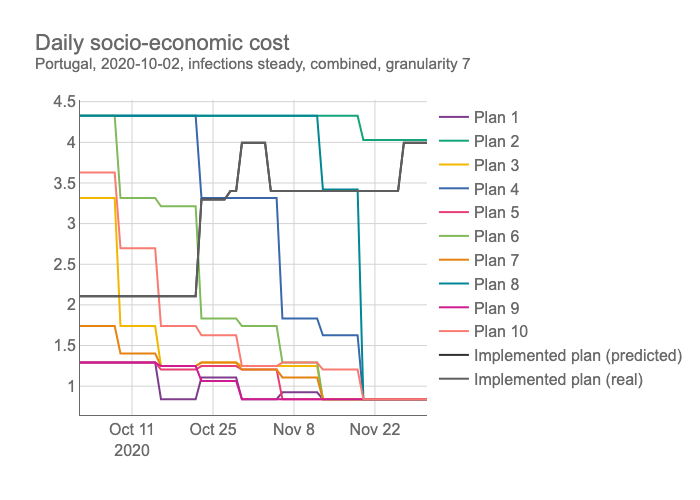 Daily socio-economic cost
Portugal, 2020-10-02, infections steady, combined, granularity 7
4.5
4
3.5
3
2.5
2
1.5
1
Oct 11
2020
Oct 25
Nov 8
Nov 22
Plan 1
Plan 2
Plan 3
Plan 4
Plan 5
Plan 6
Plan 7
Plan 8
Plan 9
Plan 10
Implemented plan (predicted)
Implemented plan (real)